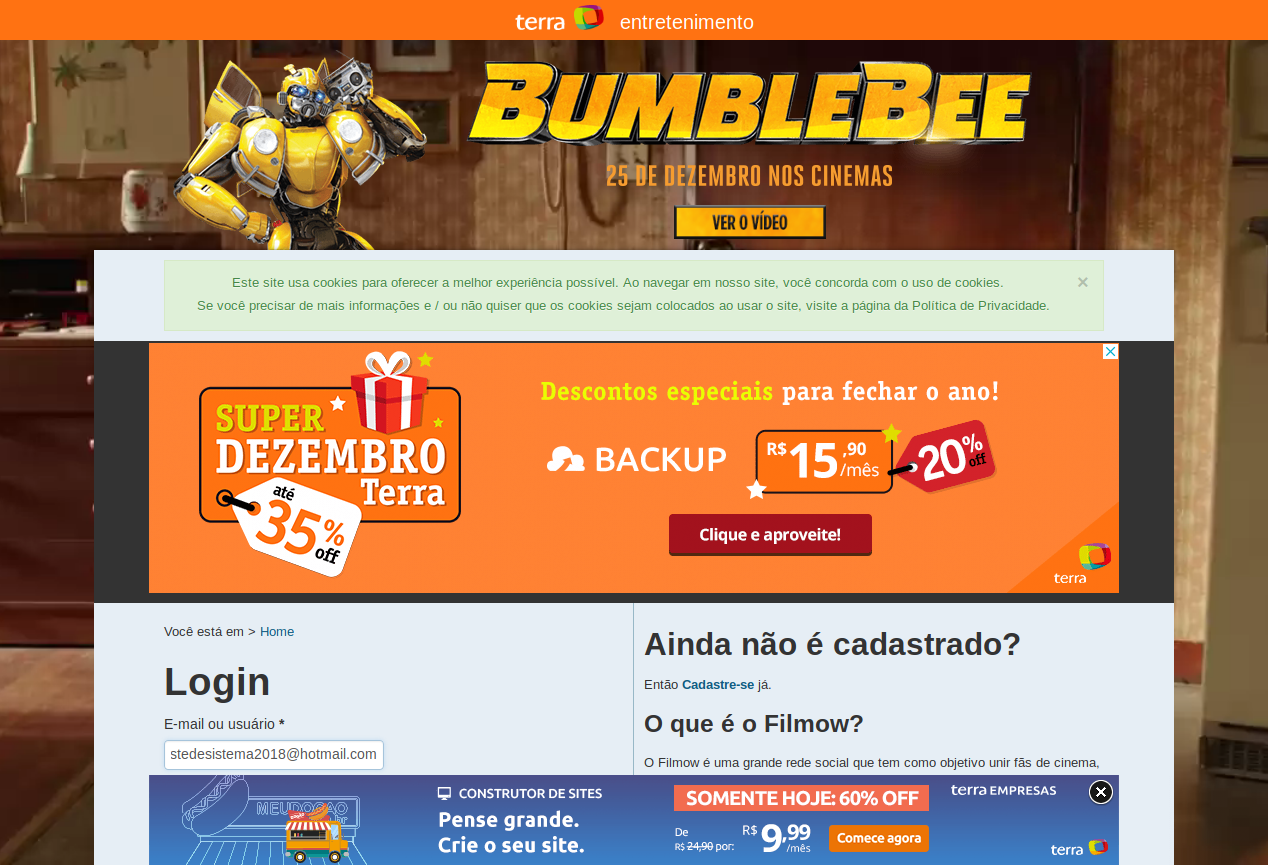 terra entretenimento
BUMBLEBEE
25 DE DEZEMBRO NOS CINEMAS
VER O VÍDEO
Este site usa cookies para oferecer a melhor experiência possível. Ao navegar em nosso site, você concorda com o uso de cookies.
Se você precisar de mais informações e / ou não quiser que os cookies sejam colocados ao usar o site, visite a página da Política de Privacidade.
×
SUPER
DEZEMBRO
Terra
até
35%
off
Descontos especiais para fechar o ano!
BACKUP
R$15,90
/mês
20%
off
Clique e aproveite!
terra
Você está em > Home
Login
E-mail ou usuário *
stedesistema2018@hotmail.com
Ainda não é cadastrado?
Então Cadastre-se já.
O que é o Filmow?
O Filmow é uma grande rede social que tem como objetivo unir fãs de cinema,
CONSTRUTOR DE SITES
Pense grande.
Crie o seu site.
SOMENTE HOJE: 60% OFF
De
R$ 24,90 por:
R$ 9,99
/mês
Comece agora
terra EMPRESAS
terra